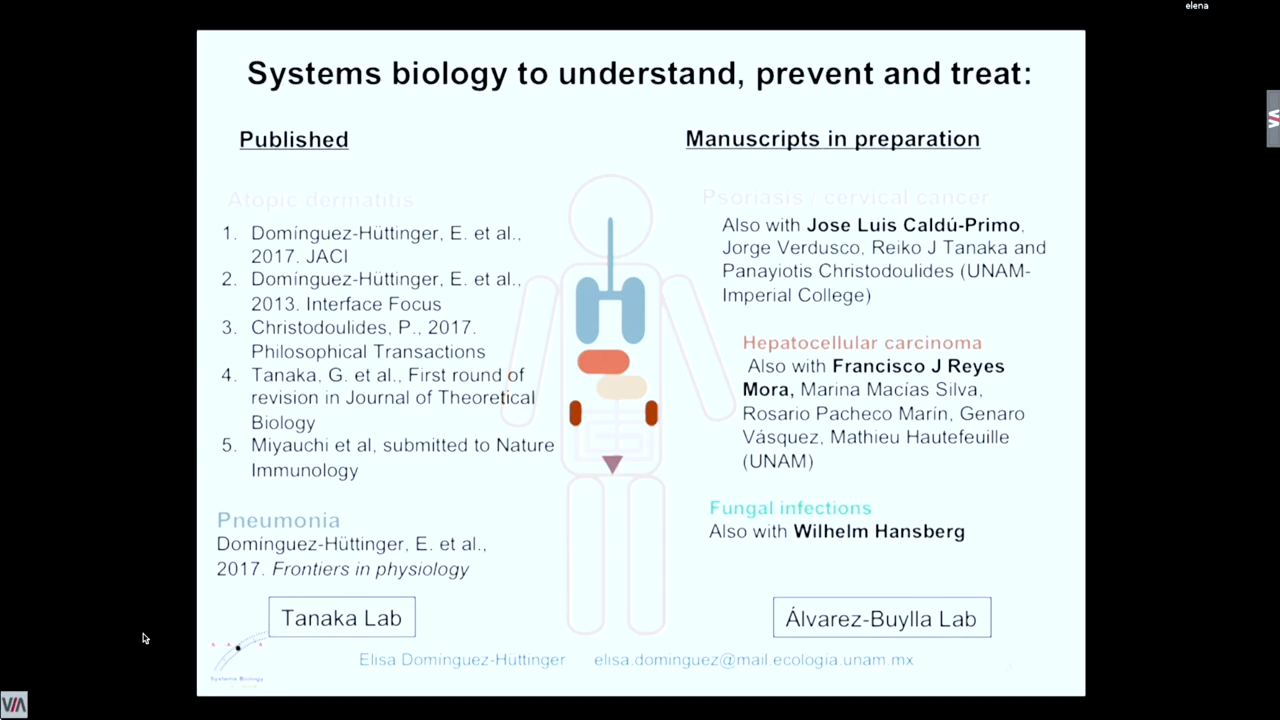 elena
Systems biology to understand, prevent and treat:
Published
Atopic dermatitis
1. Domínguez-Hüttinger, E. et al.,
2017. JACI
2. Domínguez-Hüttinger, E. et al.,
2013. Interface Focus
3. Christodoulides, P., 2017.
Philosophical Transactions
4. Tanaka, G. et al., First round of
revision in Journal of Theoretical
Biology
5. Miyauchi et al, submitted to Nature
Immunology
Pneumonia
Domínguez-Hüttinger, E. et al.,
2017. Frontiers in physiology
Tanaka Lab
Manuscripts in preparation
Psoriasis / cervical cancer
Also with Jose Luis Caldú-Primo,
Jorge Verdusco, Reiko J Tanaka and
Panayiotis Christodoulides (UNAM-
Imperial College)
Hepatocellular carcinoma
Also with Francisco J Reyes
Mora, Marina Macías Silva,
Rosario Pacheco Marín, Genaro
Vásquez, Mathieu Hautefeuille
(UNAM)
Fungal infections
Also with Wilhelm Hansberg
Álvarez-Buylla Lab
Systems Biology
Elisa Domínguez-Hüttinger elisa.dominguez@mail.ecologia.unam.mx
VIA